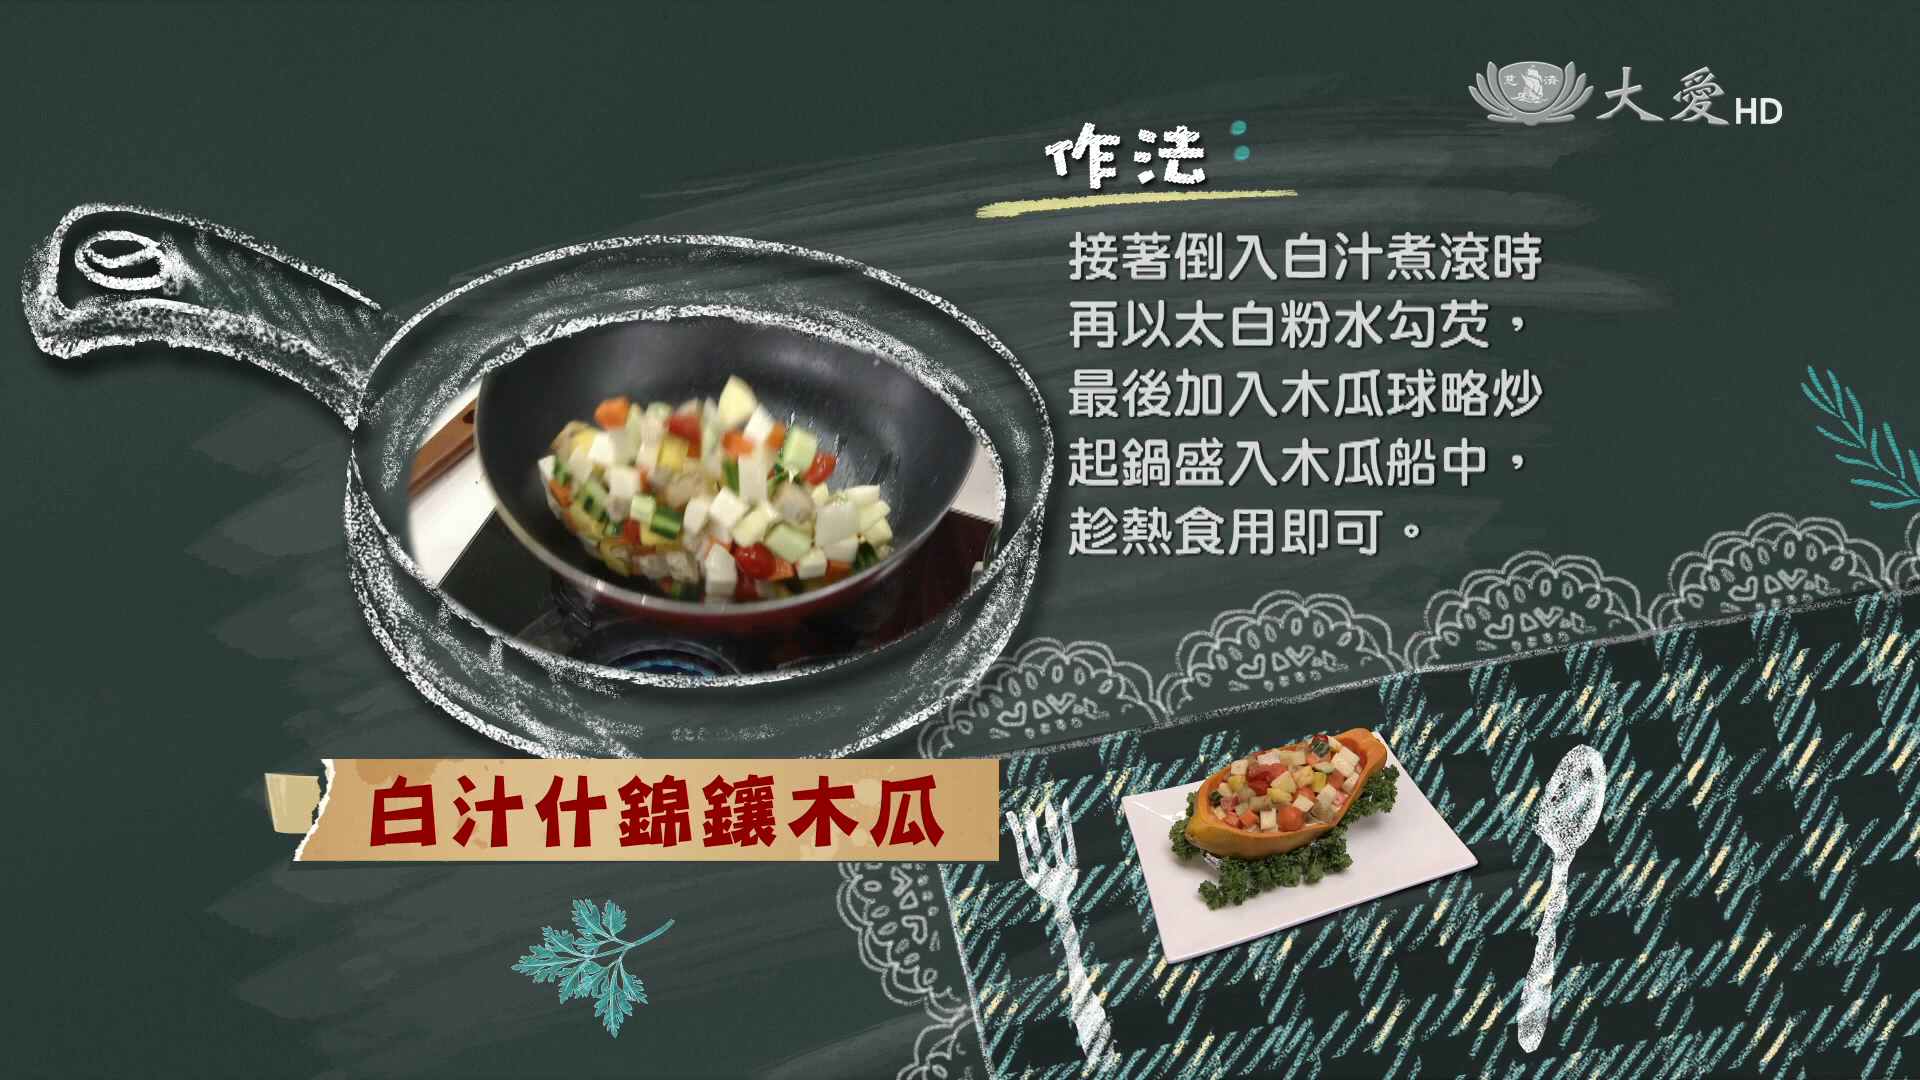 慈濟
大愛HD
作法：
接著倒入白汁煮滾時
再以太白粉水勾芡，
最後加入木瓜球略炒
起鍋盛入木瓜船中，
趁熱食用即可。
白汁什錦鑲木瓜